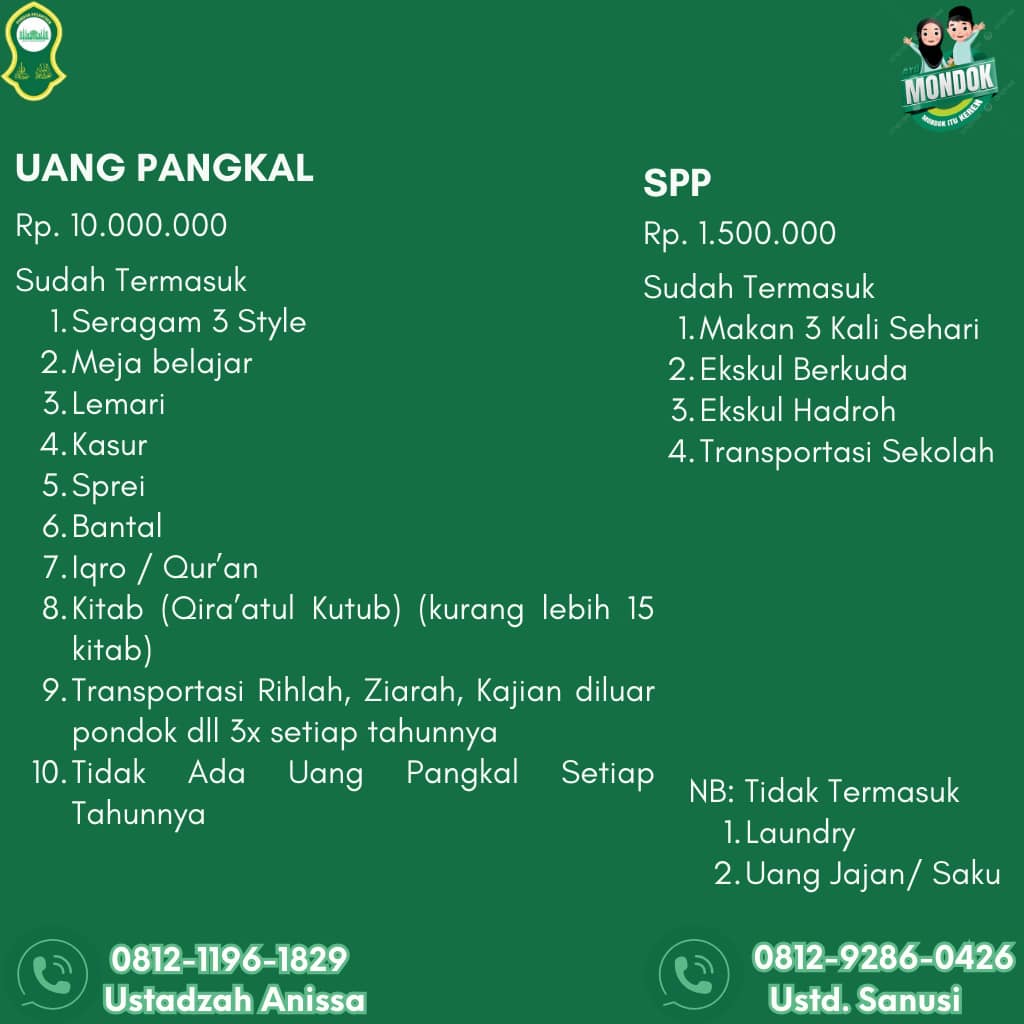 MONDOK
MONDOK ITU KEREN
UANG PANGKAL
Rp. 10.000.000
Sudah Termasuk
1. Seragam 3 Style
2. Meja belajar
3. Lemari
4. Kasur
5. Sprei
6. Bantal
7. Iqro / Qur’an
8. Kitab (Qira’atul Kutub) (kurang lebih 15
kitab)
9. Transportasi Rihlah, Ziarah, Kajian diluar
pondok dll 3x setiap tahunnya
10. Tidak Ada Uang Pangkal Setiap
Tahunnya
SPP
Rp. 1.500.000
Sudah Termasuk
1. Makan 3 Kali Sehari
2. Ekskul Berkuda
3. Ekskul Hadroh
4. Transportasi Sekolah
NB: Tidak Termasuk
1. Laundry
2. Uang Jajan/ Saku
0812-1196-1829
Ustadzah Anissa
0812-9286-0426
Ustd. Sanusi